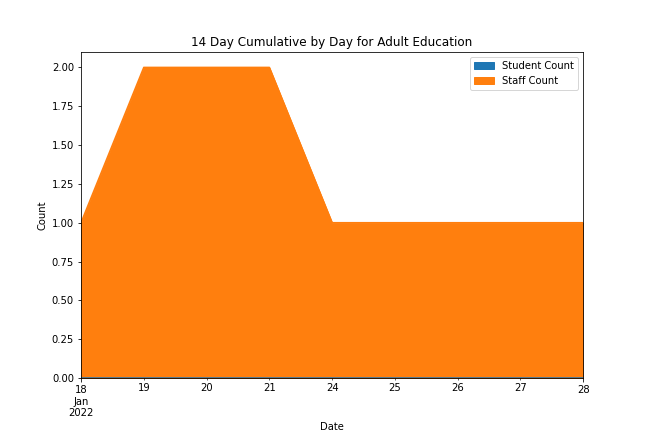 14 Day Cumulative by Day for Adult Education
Student Count
Staff Count
2.00
1.75
1.50
1.25
1.00
0.75
0.50
0.25
0.00
Count
18 19 20 21 24 25 26 27 28
Jan
2022
Date